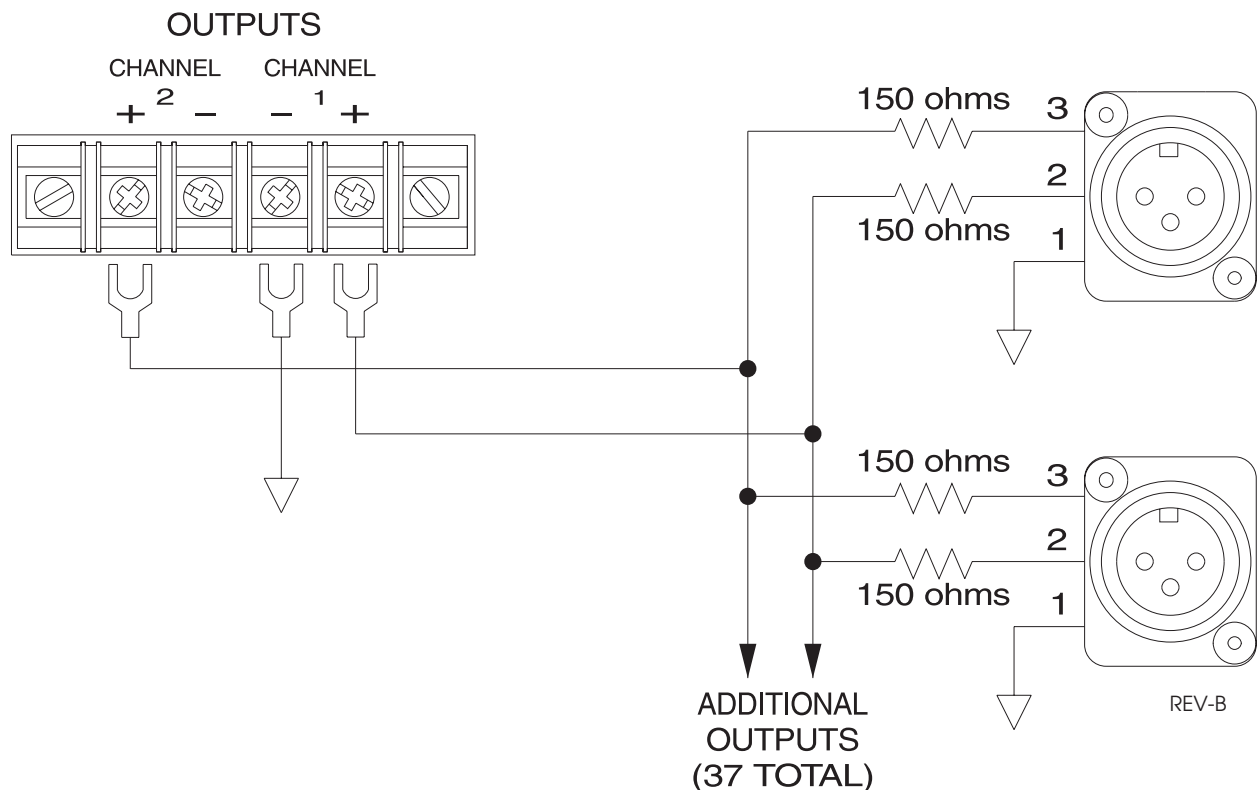 OUTPUTS
CHANNEL 2
CHANNEL 1
+ − − +
150 ohms
3
150 ohms
2
1
150 ohms
3
150 ohms
2
1
ADDITIONAL
OUTPUTS
(37 TOTAL)
REV-B